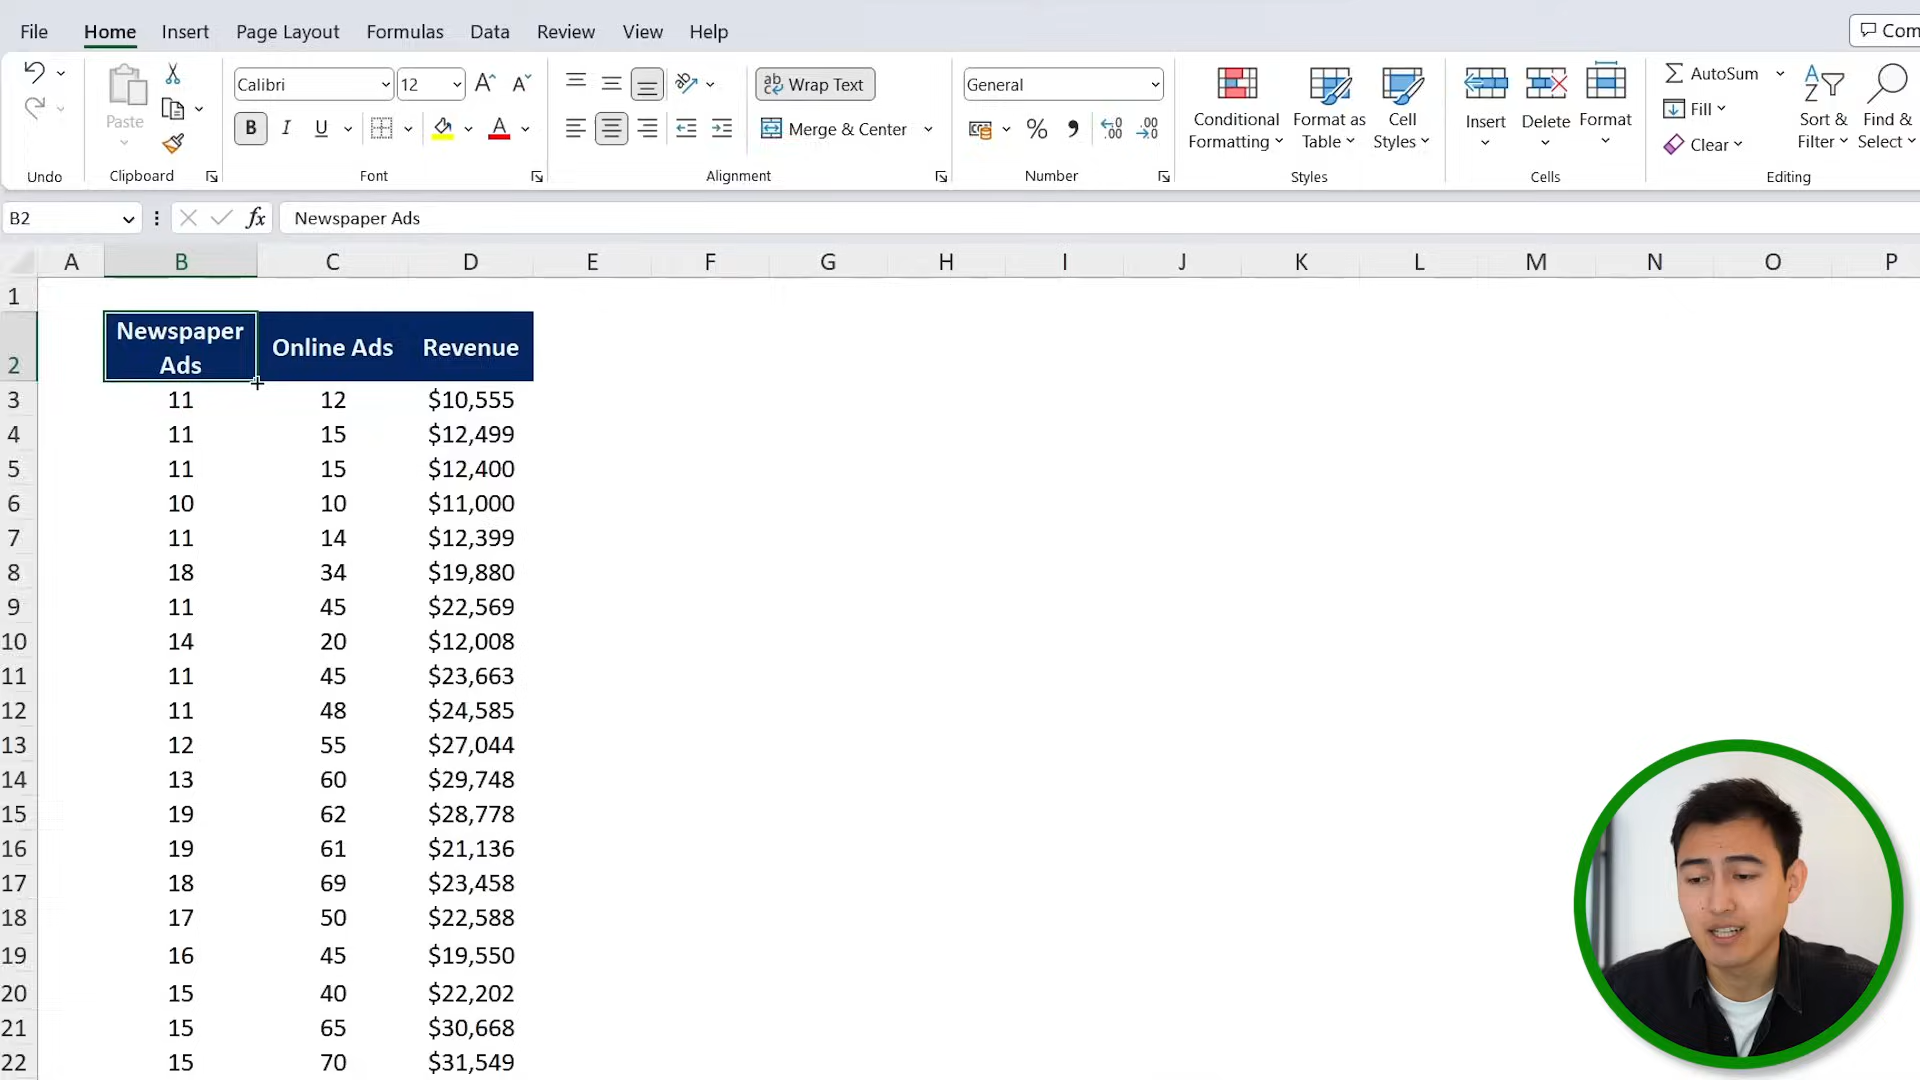 File Home Insert Page Layout Formulas Data Review View Help Com
Calibri 12 Wrap Text General AutoSum
Paste B I U A Merge & Center % Conditional Formatting Format as Table Cell Styles Insert Delete Format Fill Clear Sort & Filter Find & Select
Undo Clipboard Font Alignment Number Styles Cells Editing
B2 fx Newspaper Ads
A B C D E F G H I J K L M N O P
1
2 Newspaper Ads Online Ads Revenue
3 11 12 $10,555
4 11 15 $12,499
5 11 15 $12,400
6 10 10 $11,000
7 11 14 $12,399
8 18 34 $19,880
9 11 45 $22,569
10 14 20 $12,008
11 11 45 $23,663
12 11 48 $24,585
13 12 55 $27,044
14 13 60 $29,748
15 19 62 $28,778
16 19 61 $21,136
17 18 69 $23,458
18 17 50 $22,588
19 16 45 $19,550
20 15 40 $22,202
21 15 65 $30,668
22 15 70 $31,549